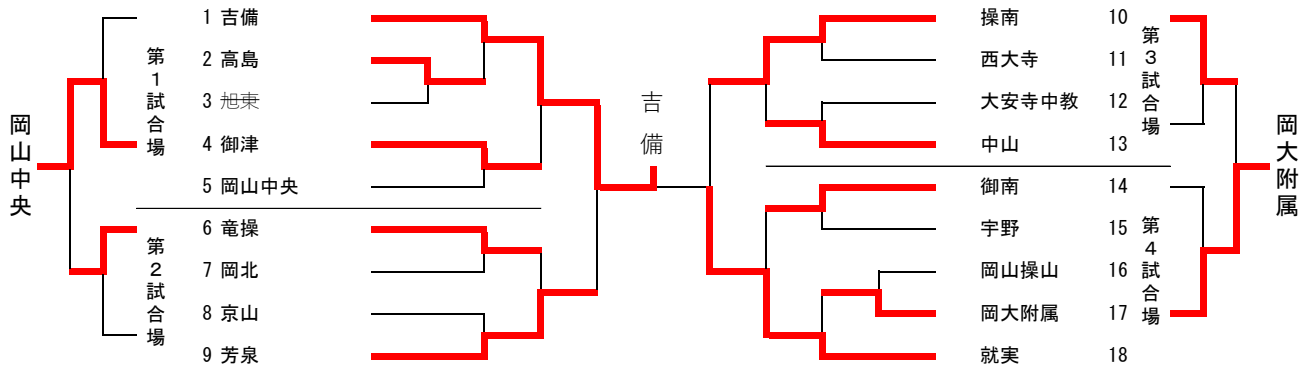 岡山中央
第1試合場
1 吉備
2 高島
3 旭東
4 御津
5 岡山中央
第2試合場
6 竜操
7 岡北
8 京山
9 芳泉
吉備
操南 10
西大寺 11
大安寺中教 12
中山 13
第3試合場
御南 14
宇野 15
岡山操山 16
岡大附属 17
就実 18
第4試合場
岡大附属